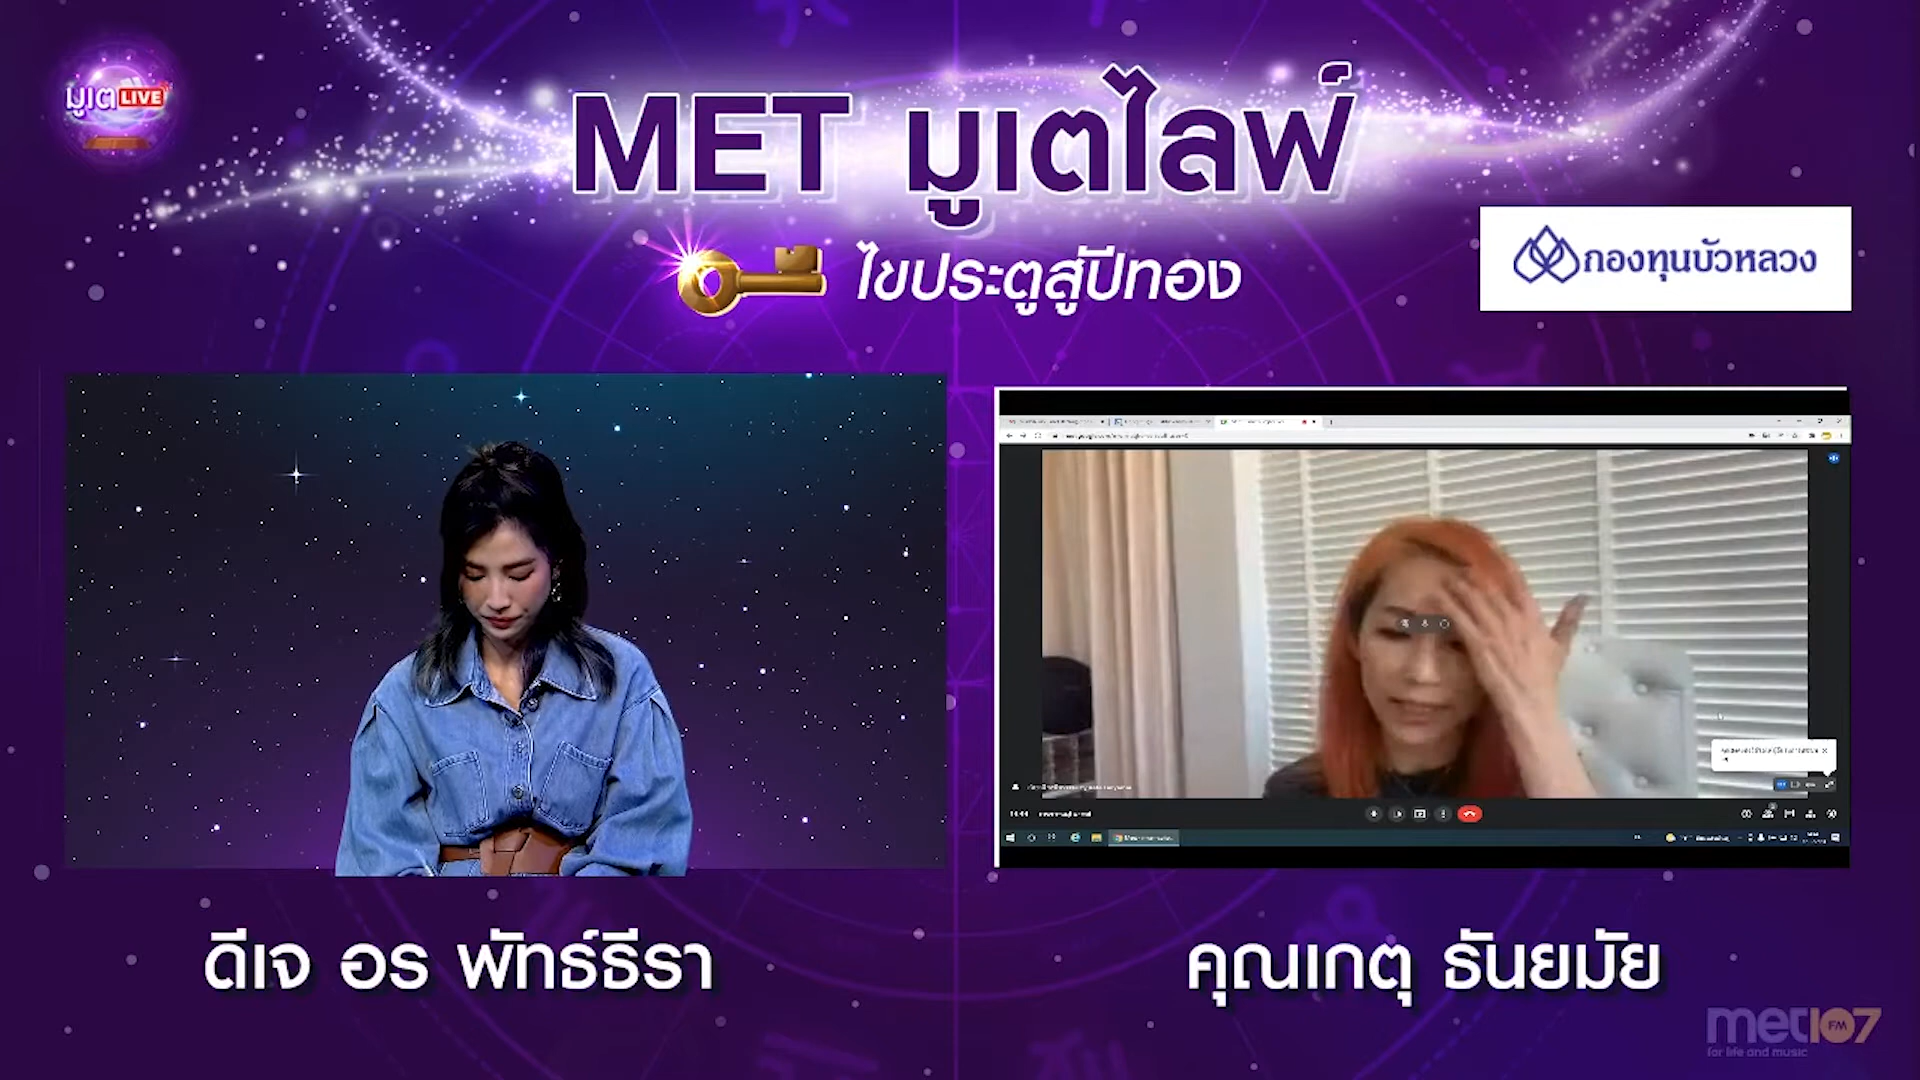 มูเต LIVE
MET มูเตไลฟ์
ไขประตูสู่ปีทอง
กองทุนบัวหลวง
ดีเจ อร พัทธ์ธีรา
คุณเกตุ ธันยมัย
met107
FM
for life and music